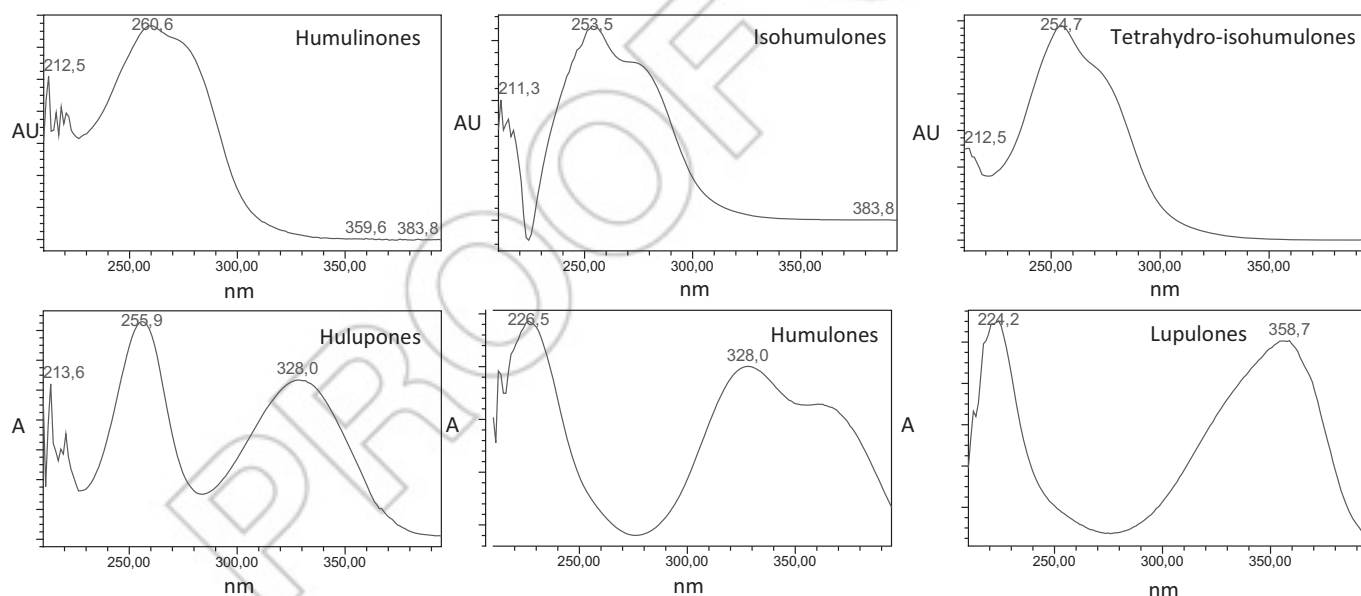 260,6
Humulinones
212,5
AU
359,6 383,8
250,00 300,00 350,00
nm
253,5
Isohumulones
211,3
AU
383,8
250,00 300,00 350,00
nm
254,7
Tetrahydro-isohumulones
212,5
AU
250,00 300,00 350,00
nm
255,9
Hulupones
213,6
328,0
A
250,00 300,00 350,00
nm
226,5
Humulones
328,0
A
250,00 300,00 350,00
nm
224,2
Lupulones
358,7
A
250,00 300,00 350,00
nm
PROOF